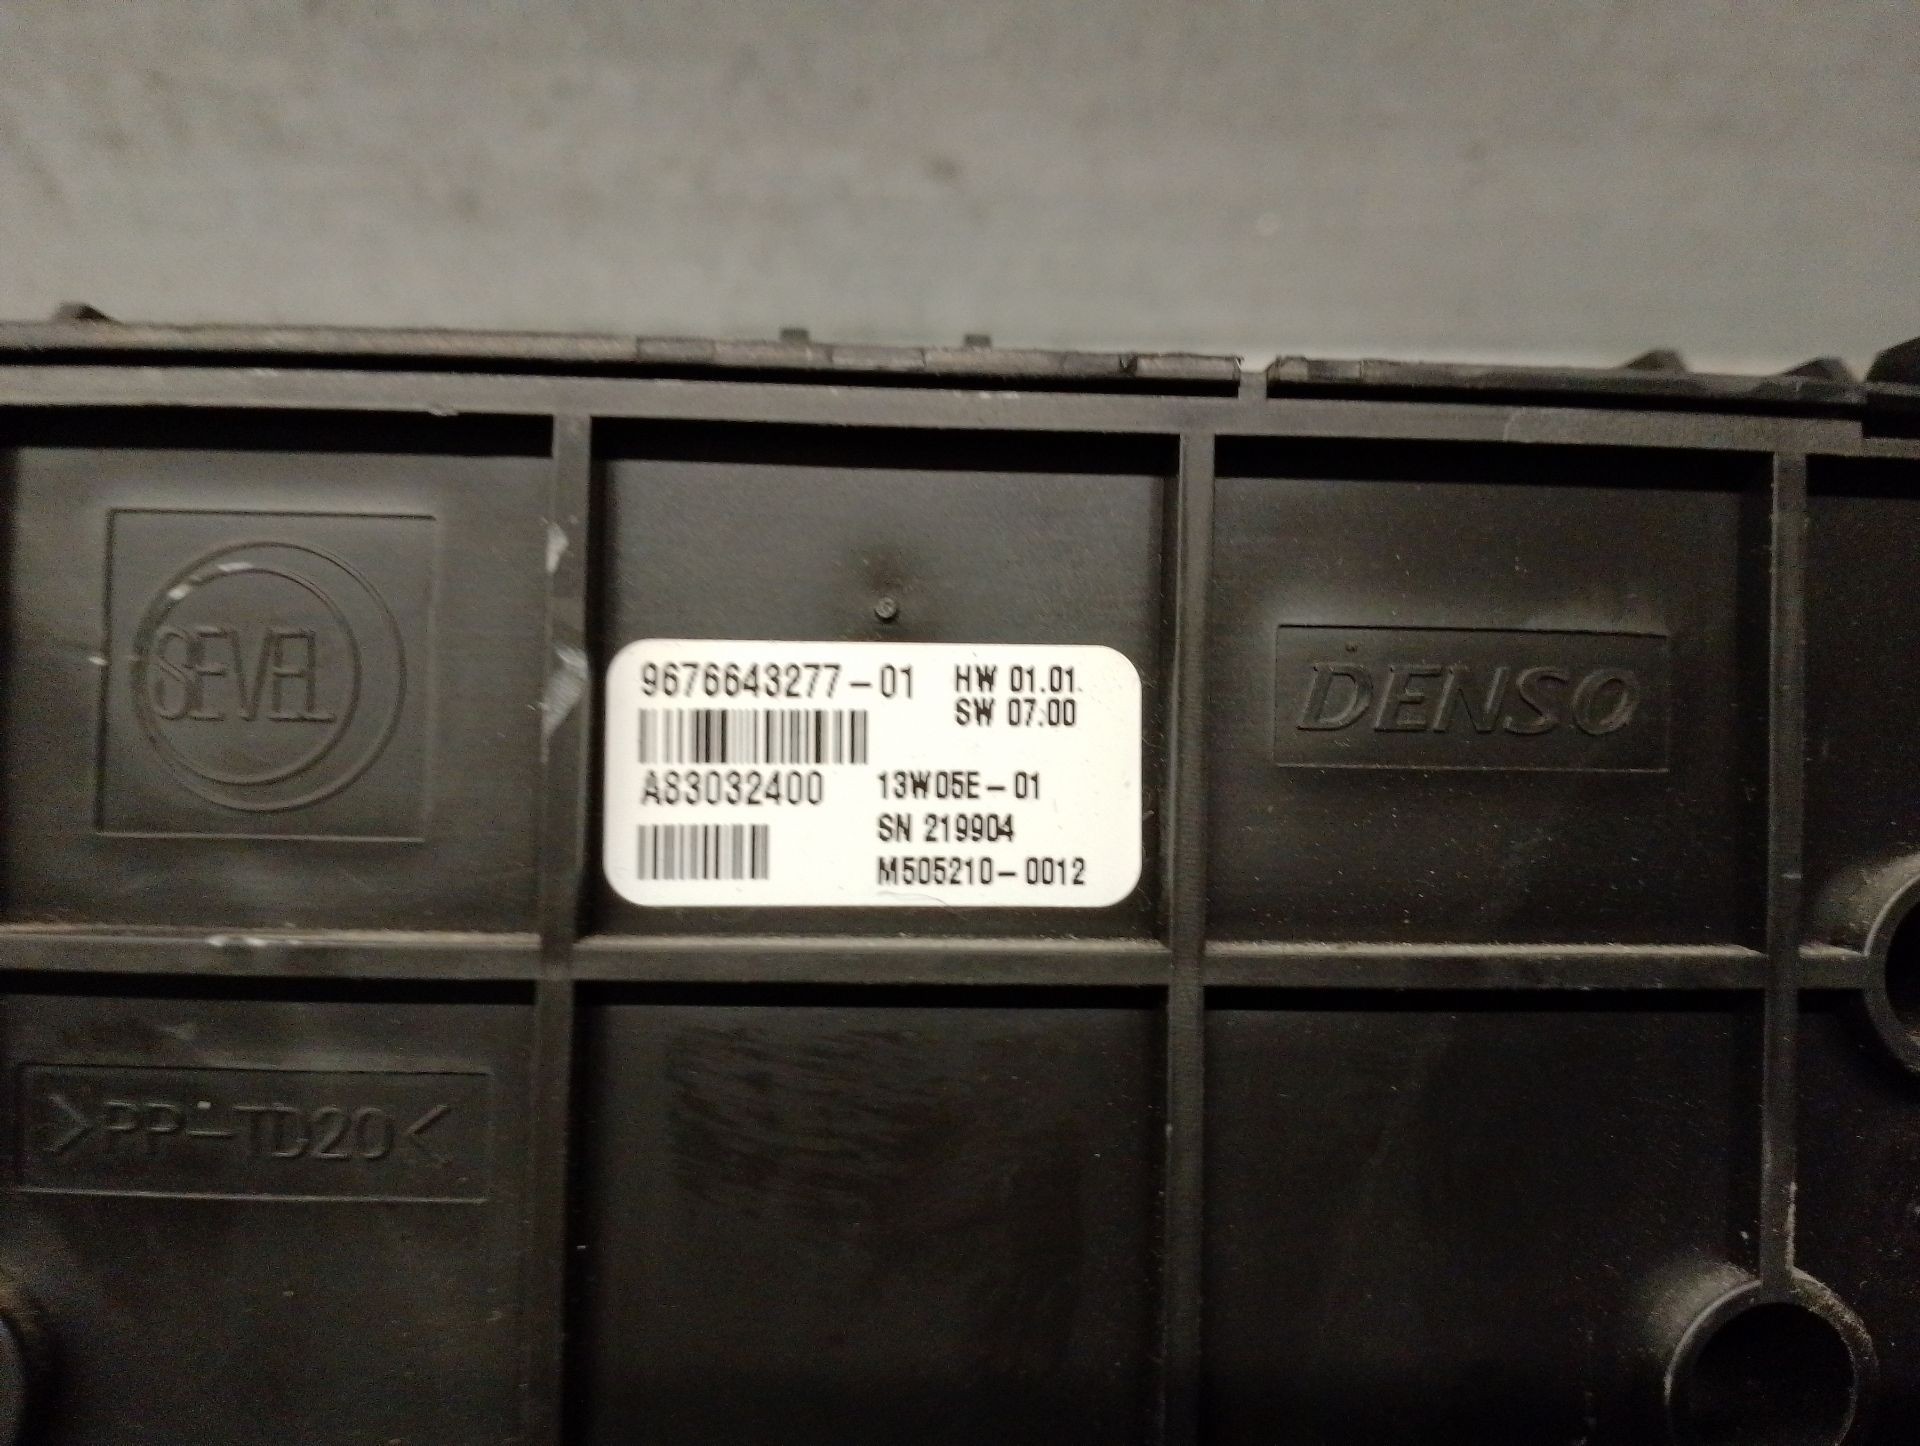 SEVEL
9676643277-01
HW 01.01
SW 07.00
A83032400
13W05E-01
SN 219904
M505210-0012
DENSO
>PP-TD20<